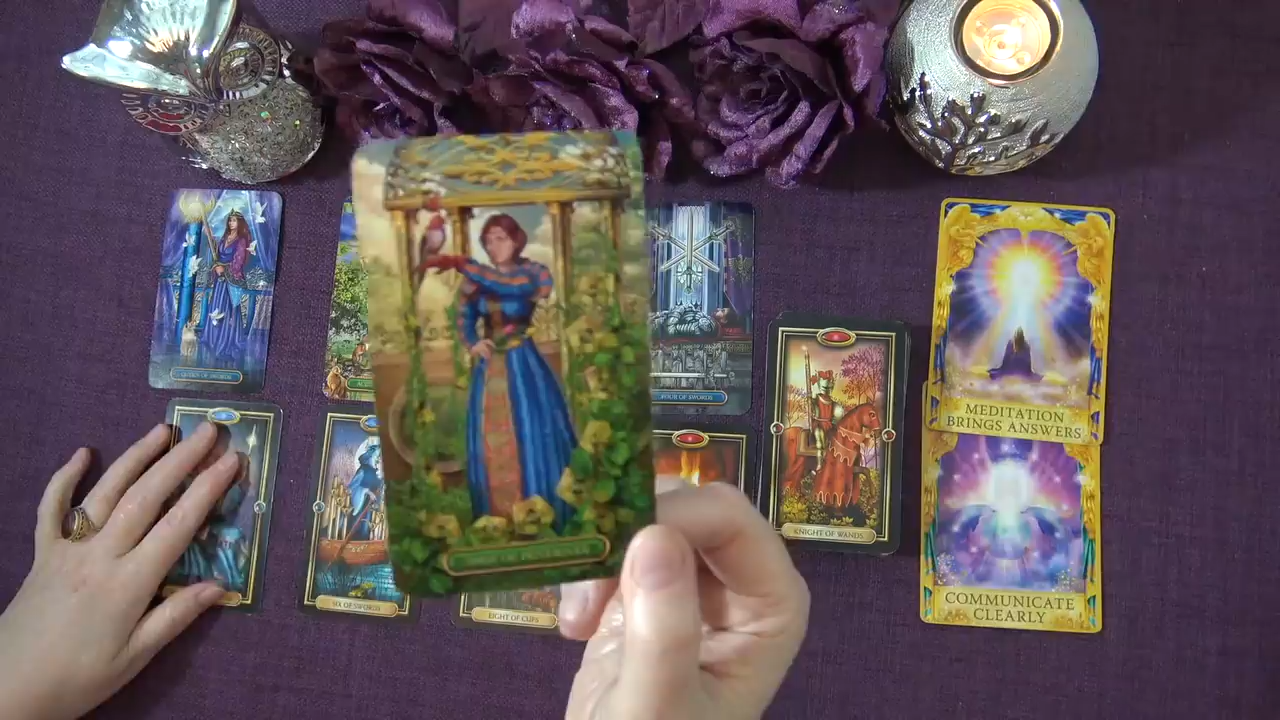 QUEEN OF SWORDS
FOUR OF SWORDS
KNIGHT OF WANDS
SIX OF SWORDS
EIGHT OF CUPS
MEDITATION
BRINGS ANSWERS
COMMUNICATE
CLEARLY